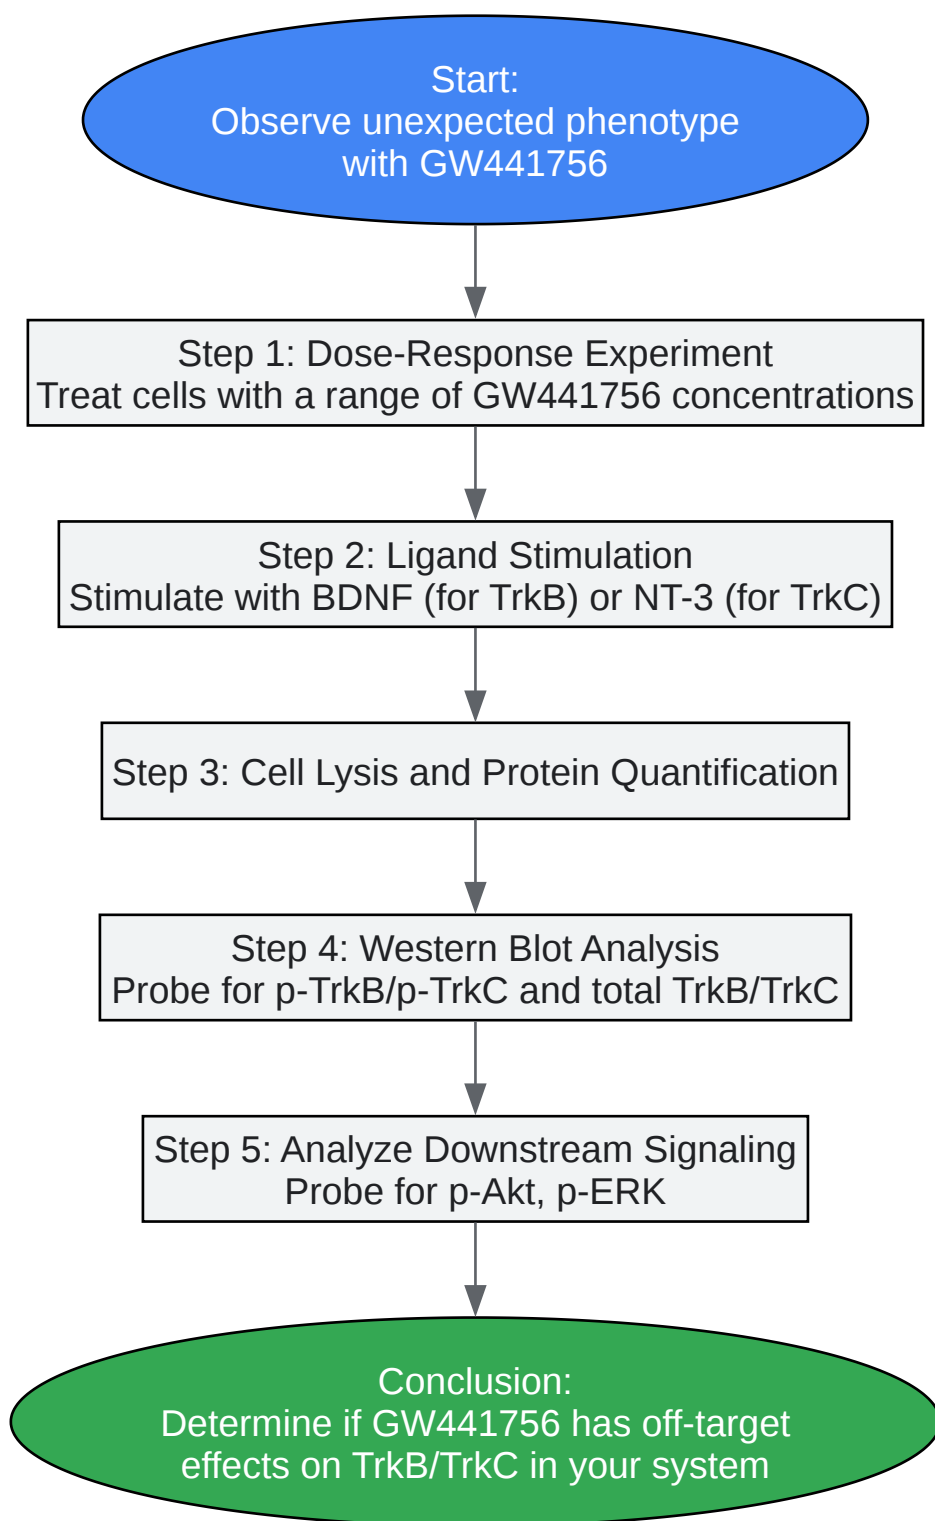 Start:
Observe unexpected phenotype
with GW441756
Step 1: Dose-Response Experiment
Treat cells with a range of GW441756 concentrations
Step 2: Ligand Stimulation
Stimulate with BDNF (for TrkB) or NT-3 (for TrkC)
Step 3: Cell Lysis and Protein Quantification
Step 4: Western Blot Analysis
Probe for p-TrkB/p-TrkC and total TrkB/TrkC
Step 5: Analyze Downstream Signaling
Probe for p-Akt, p-ERK
Conclusion:
Determine if GW441756 has off-target
effects on TrkB/TrkC in your system